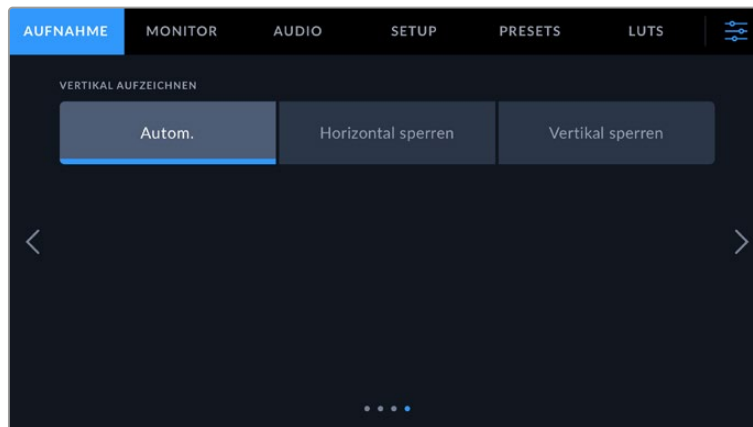 AUFNAHME MONITOR AUDIO SETUP PRESETS LUTS
VERTIKAL AUFZEICHNEN
Autom. Horizontal sperren Vertikal sperren